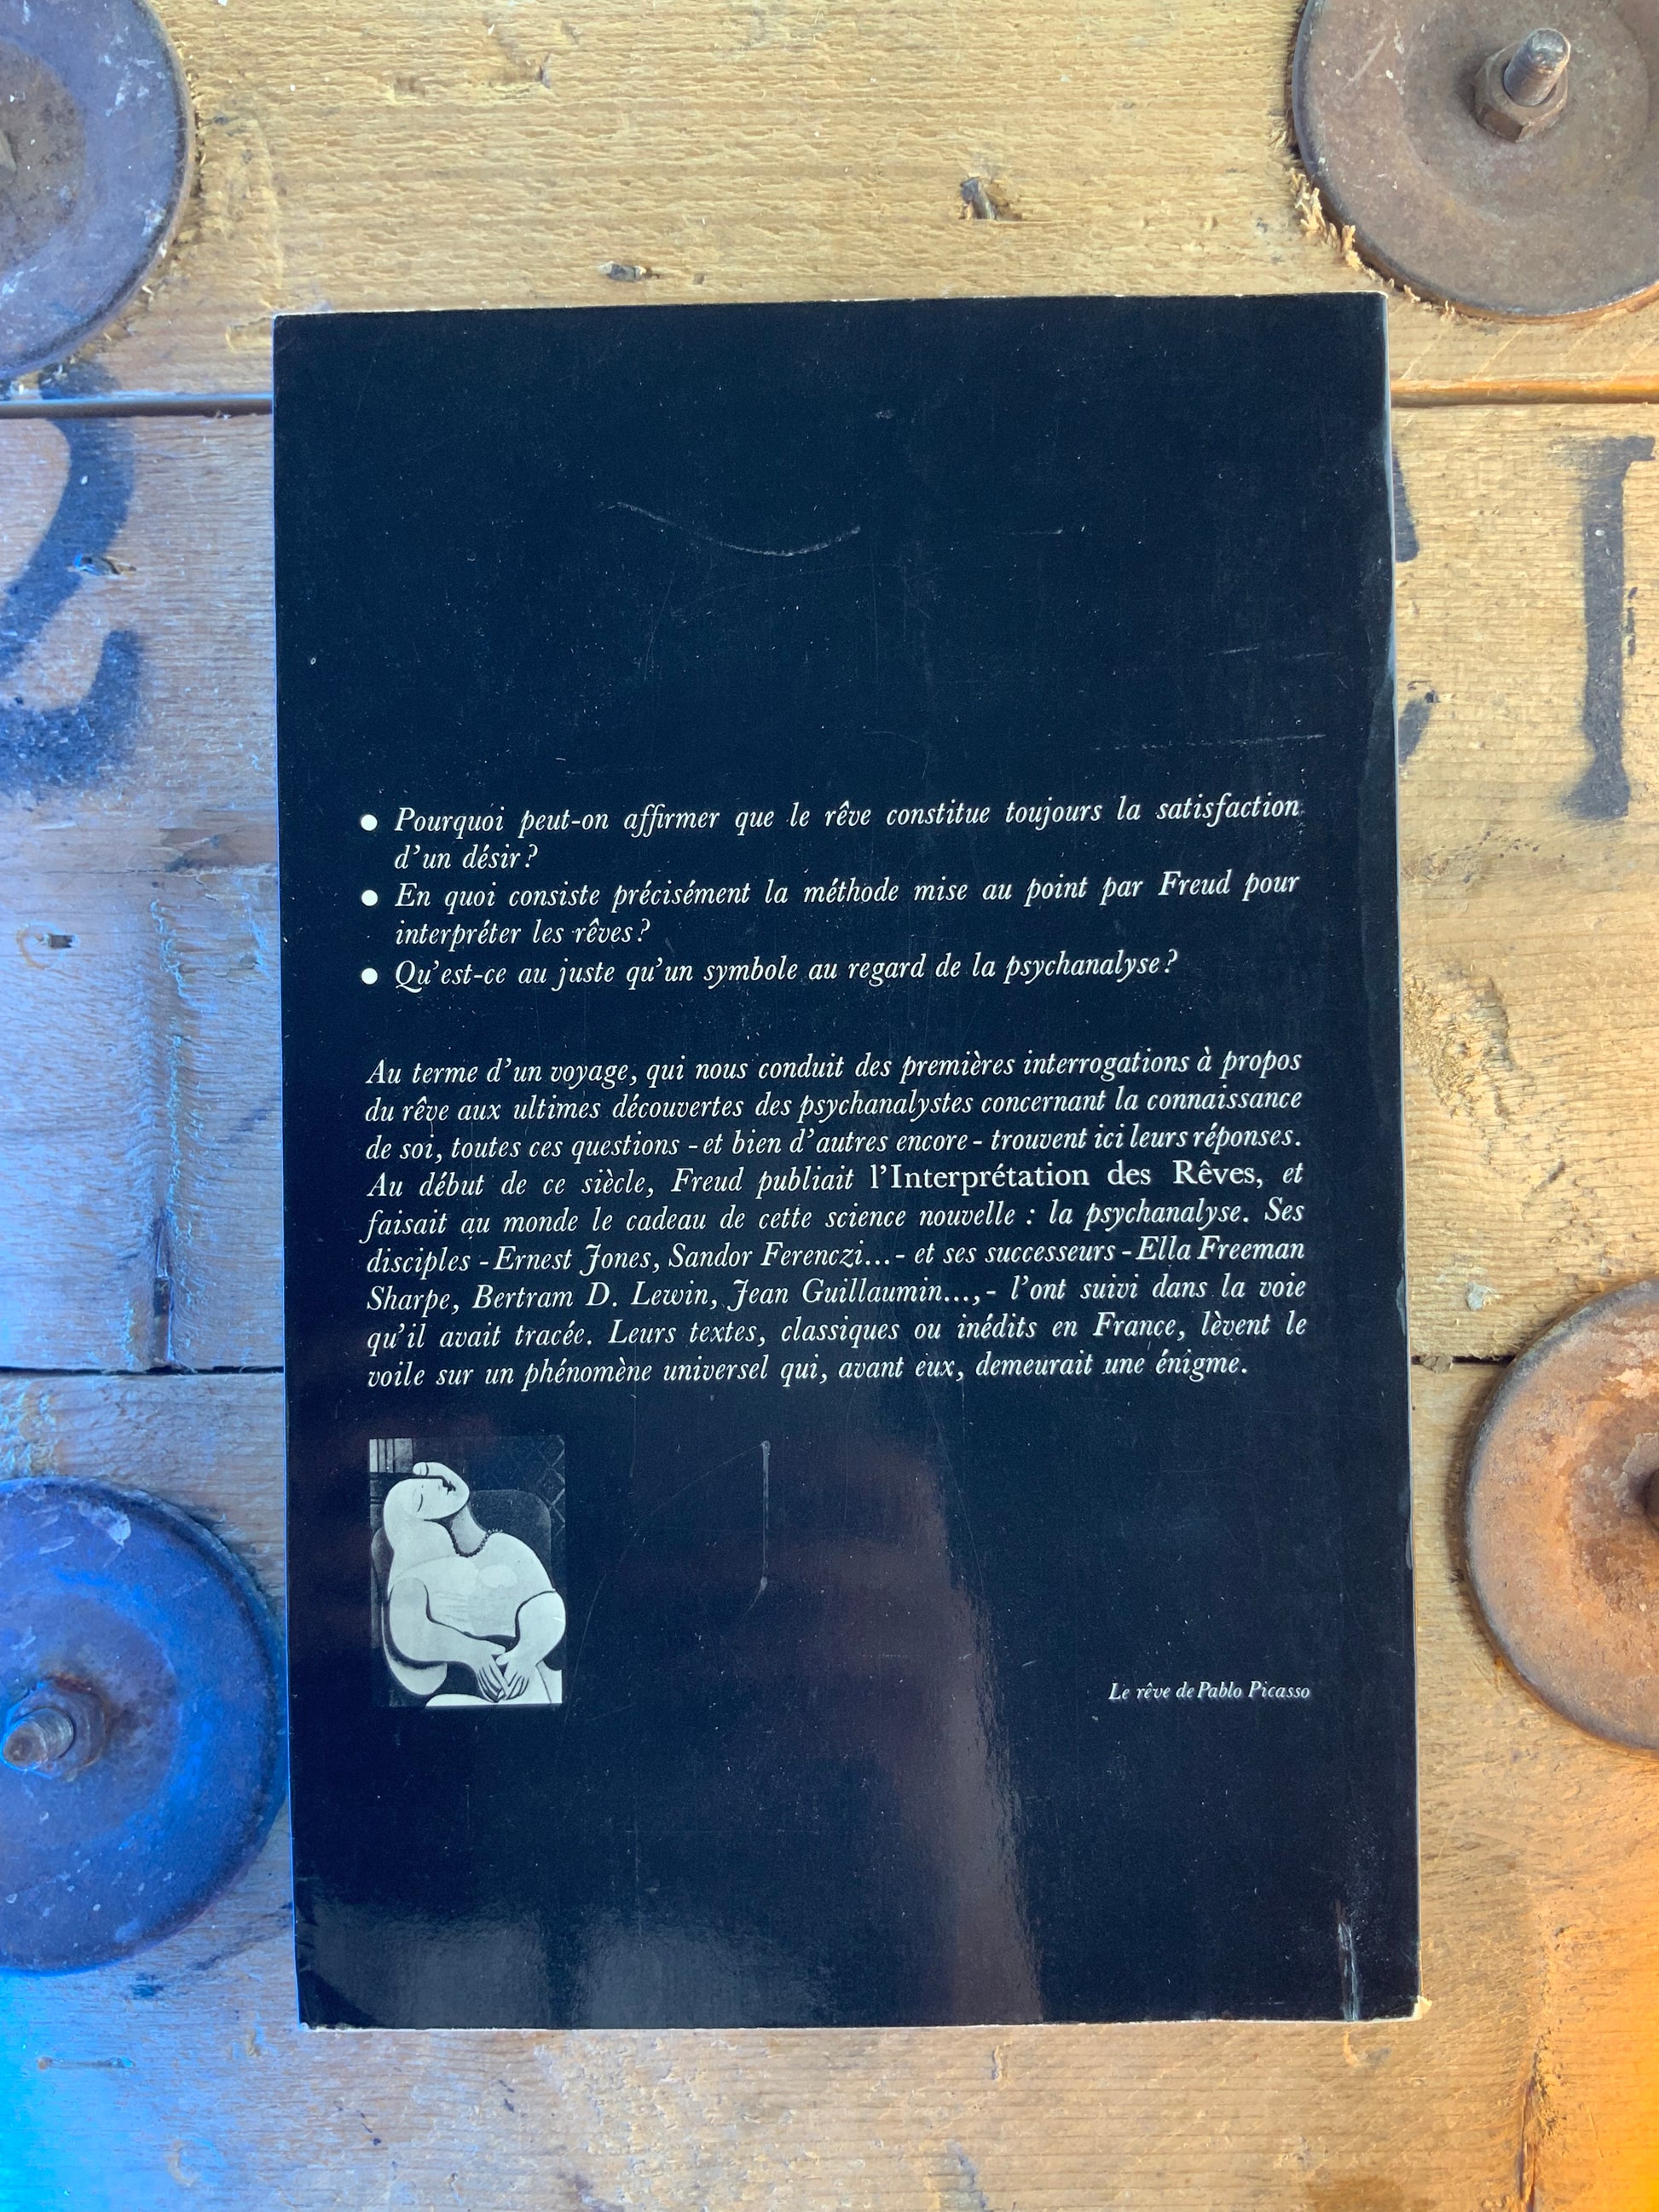 ● Pourquoi peut-on affirmer que le rêve constitue toujours la satisfaction
d'un désir ?
● En quoi consiste précisément la méthode mise au point par Freud pour
interpréter les rêves ?
● Qu'est-ce au juste qu'un symbole au regard de la psychanalyse ?
Au terme d'un voyage, qui nous conduit des premières interrogations à propos
du rêve aux ultimes découvertes des psychanalystes concernant la connaissance
de soi, toutes ces questions - et bien d'autres encore - trouvent ici leurs réponses.
Au début de ce siècle, Freud publiait l'Interprétation des Rêves, et
faisait au monde le cadeau de cette science nouvelle : la psychanalyse. Ses
disciples - Ernest Jones, Sandor Ferenczi...- et ses successeurs - Ella Freeman
Sharpe, Bertram D. Lewin, Jean Guillaumin...,- l'ont suivi dans la voie
qu'il avait tracée. Leurs textes, classiques ou inédits en France, lèvent le
voile sur un phénomène universel qui, avant eux, demeurait une énigme.
Le rêve de Pablo Picasso